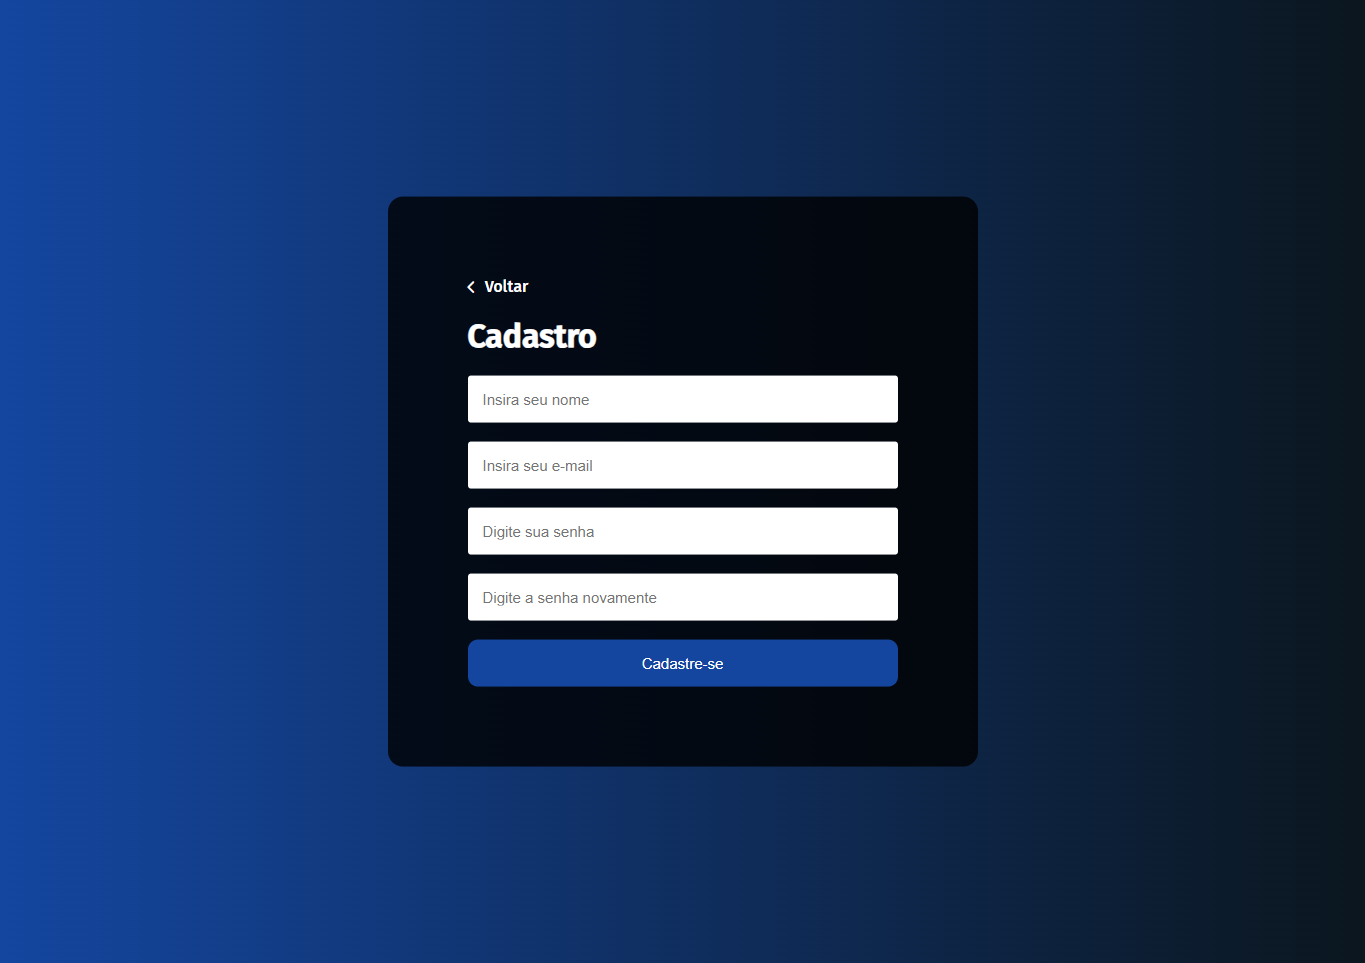 Voltar
Cadastro
Insira seu nome
Insira seu e-mail
Digite sua senha
Digite a senha novamente
Cadastre-se